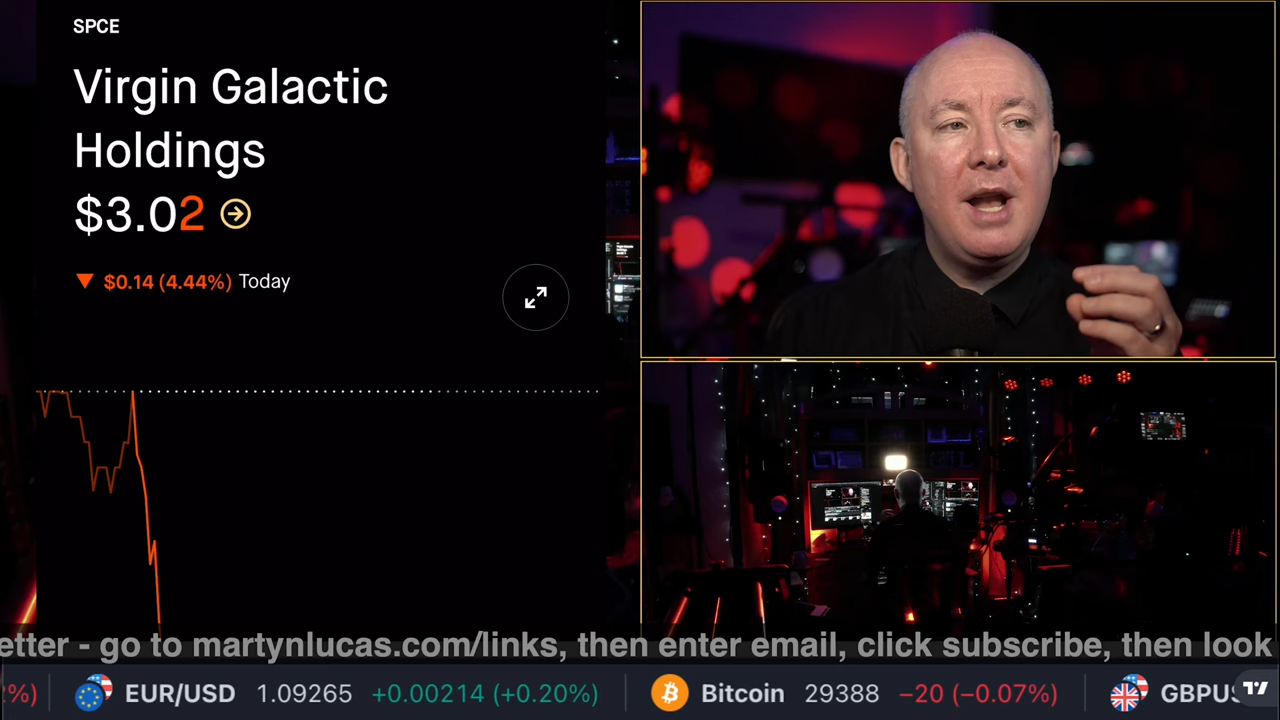 SPCE
Virgin Galactic
Holdings
$3.02
$0.14 (4.44%) Today
etter - go to martynlucas.com/links, then enter email, click subscribe, then look
%) EUR/USD 1.09265 +0.00214 (+0.20%) Bitcoin 29388 −20 (−0.07%) GBPUS